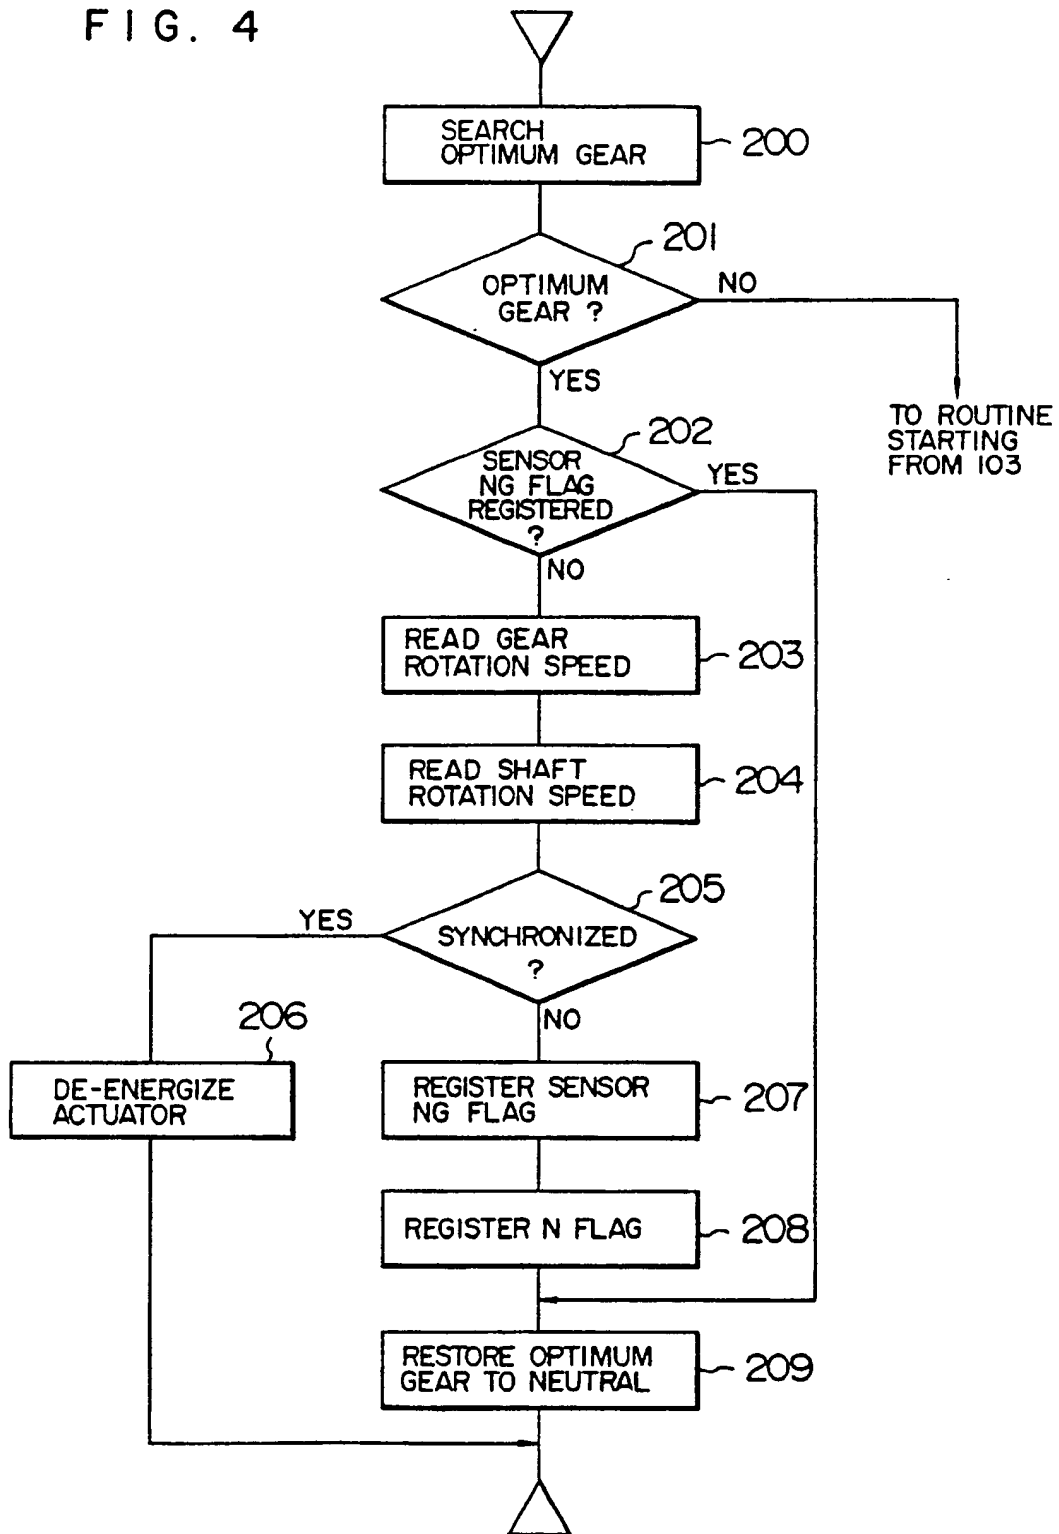 FIG. 4
SEARCH
OPTIMUM GEAR
200
201
OPTIMUM
GEAR ?
NO
YES
TO ROUTINE
STARTING
FROM 103
202
SENSOR
NG FLAG
REGISTERED
?
YES
NO
READ GEAR
ROTATION SPEED
203
READ SHAFT
ROTATION SPEED
204
205
YES
SYNCHRONIZED
?
NO
206
DE-ENERGIZE
ACTUATOR
REGISTER SENSOR
NG FLAG
207
REGISTER N FLAG
208
RESTORE OPTIMUM
GEAR TO NEUTRAL
209